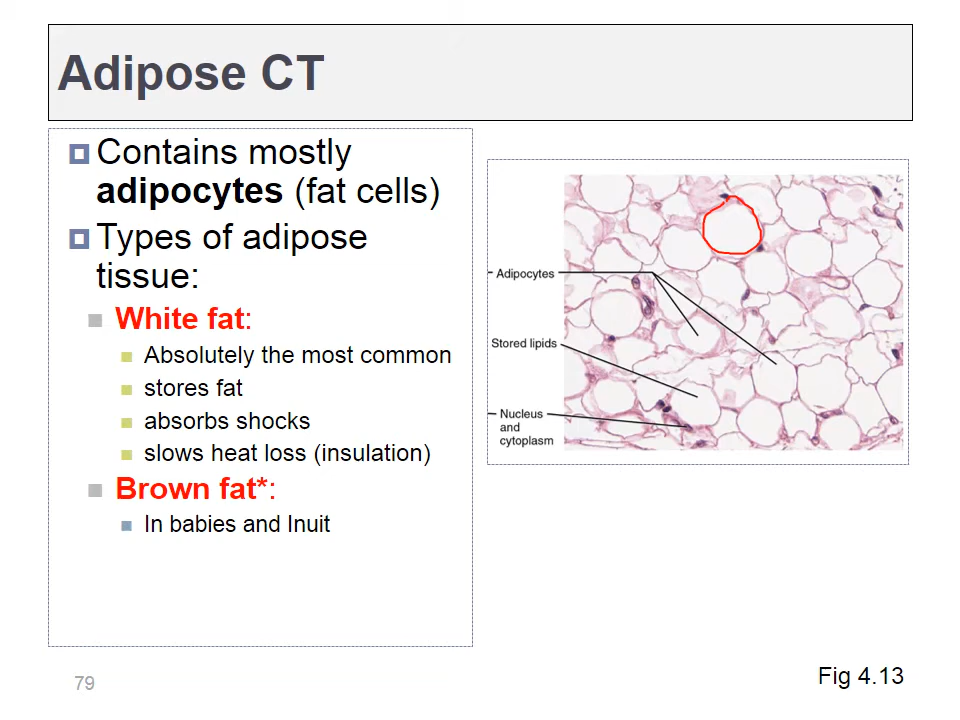 Adipose CT
Contains mostly
adipocytes (fat cells)
Types of adipose
tissue:
White fat:
Absolutely the most common
stores fat
absorbs shocks
slows heat loss (insulation)
Brown fat*:
In babies and Inuit
Adipocytes
Stored lipids
Nucleus
and
cytoplasm
79
Fig 4.13